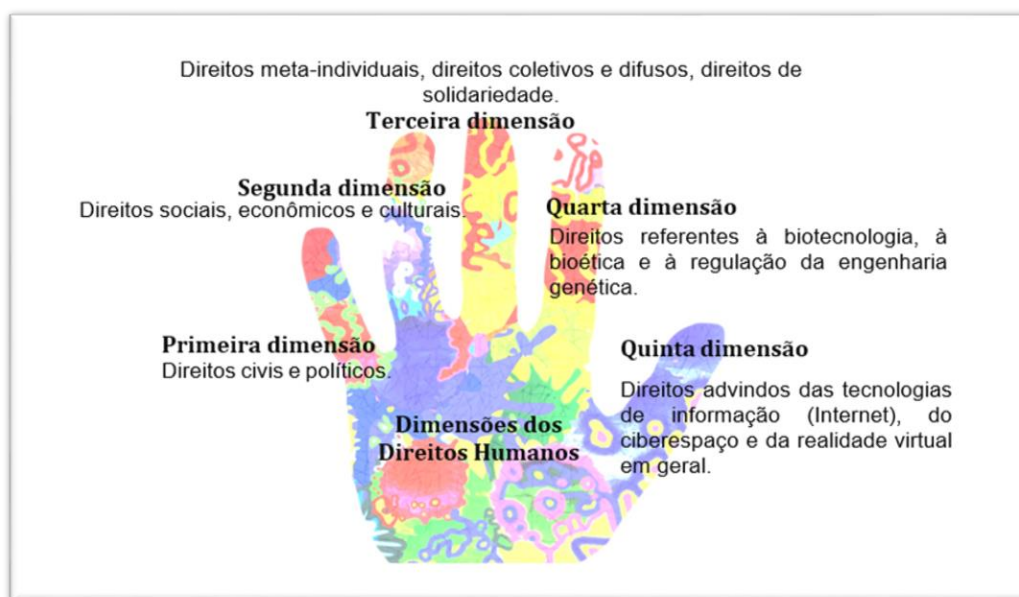 Direitos meta-individuais, direitos coletivos e difusos, direitos de
solidariedade.
Terceira dimensão
Segunda dimensão
Direitos sociais, econômicos e culturais.
Quarta dimensão
Direitos referentes à biotecnologia, à
bioética e à regulação da engenharia
genética.
Primeira dimensão
Direitos civis e políticos.
Quinta dimensão
Direitos advindos das tecnologias
de informação (Internet), do
ciberespaço e da realidade virtual
em geral.
Dimensões dos
Direitos Humanos